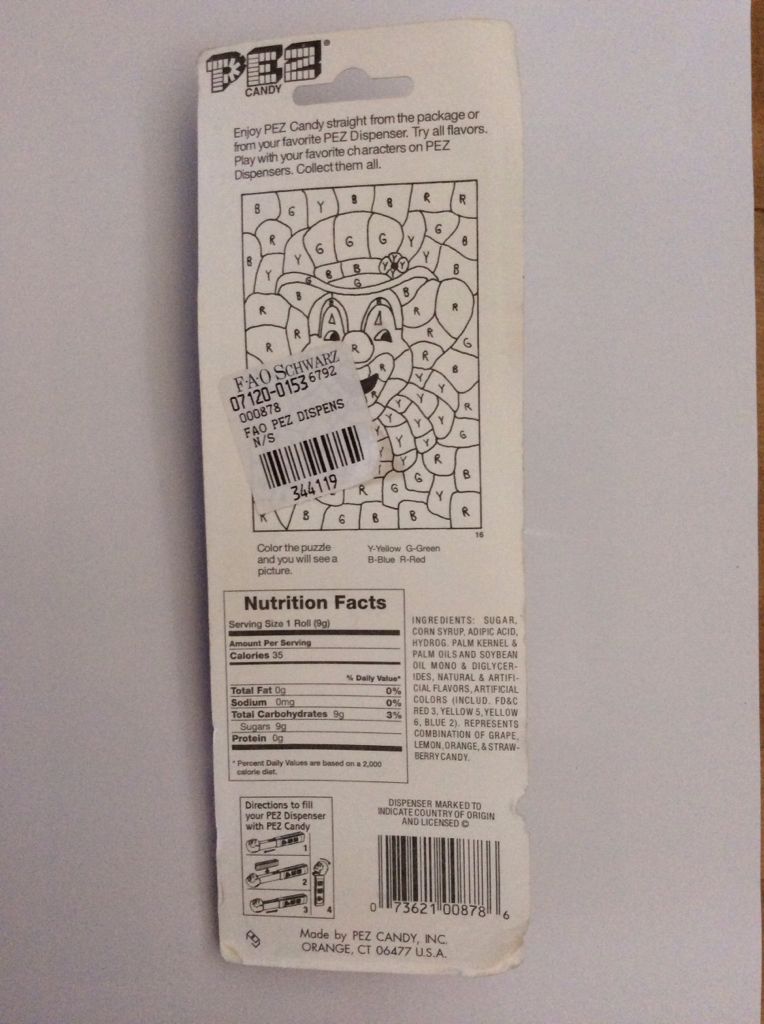 PEZ®
CANDY
Enjoy PEZ Candy straight from the package or
from your favorite PEZ Dispenser. Try all flavors.
Play with your favorite characters on PEZ
Dispensers. Collect them all.
F·A·O SCHWARZ
07120-0153 6792
000878
FAO PEZ DISPENS
N/S
344119
16
Color the puzzle
and you will see a
picture.
Y-Yellow G-Green
B-Blue R-Red
Nutrition Facts
Serving Size 1 Roll (9g)
Amount Per Serving
Calories 35
% Daily Value*
Total Fat 0g 0%
Sodium 0mg 0%
Total Carbohydrates 9g 3%
Sugars 9g
Protein 0g
* Percent Daily Values are based on a 2,000
calorie diet.
INGREDIENTS: SUGAR,
CORN SYRUP, ADIPIC ACID,
HYDROG. PALM KERNEL &
PALM OILS AND SOYBEAN
OIL MONO & DIGLYCER-
IDES, NATURAL & ARTIFI-
CIAL FLAVORS, ARTIFICIAL
COLORS (INCLUD. FD&C
RED 3, YELLOW 5, YELLOW
6, BLUE 2). REPRESENTS
COMBINATION OF GRAPE,
LEMON, ORANGE, & STRAW-
BERRY CANDY.
Directions to fill
your PEZ Dispenser
with PEZ Candy
1
2
3
4
DISPENSER MARKED TO
INDICATE COUNTRY OF ORIGIN
AND LICENSED ©
0 73621 00878 6
Made by PEZ CANDY, INC.
ORANGE, CT 06477 U.S.A.